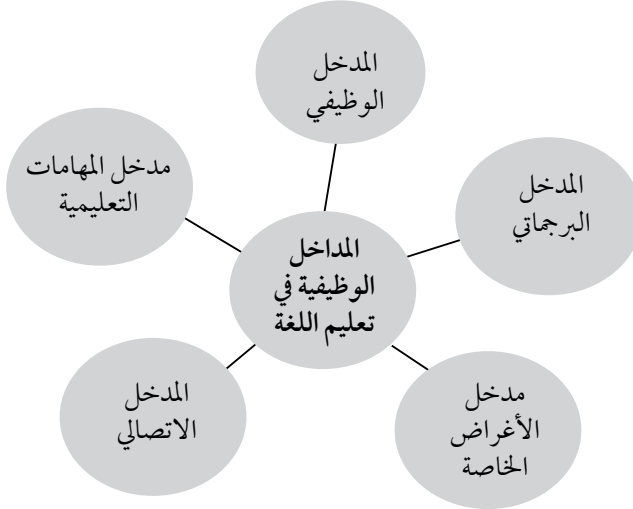 المدخل
الوظيفي
مدخل المهامات
التعليمية
المدخل
البرجماتي
المداخل
الوظيفية في
تعليم اللغة
المدخل
الاتصالي
مدخل
الأغراض
الخاصة